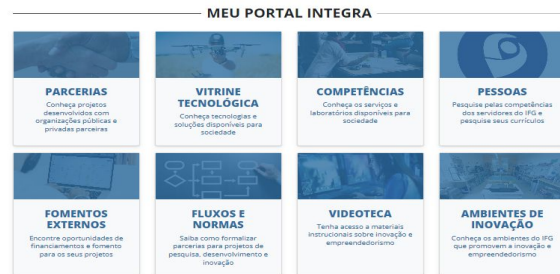 MEU PORTAL INTEGRA
PARCERIAS
Conheça projetos
desenvolvidos com
organizações públicas e
privadas parceiras
VITRINE
TECNOLÓGICA
Conheça tecnologias e
soluções disponíveis para
sociedade
COMPETÊNCIAS
Conheça os serviços e
laboratórios disponíveis para
sociedade
PESSOAS
Pesquise pelas competências
dos servidores do IFG e
pesquise seus currículos
FOMENTOS
EXTERNOS
Encontre oportunidades de
financiamentos e fomento
para os seus projetos
FLUXOS E
NORMAS
Saiba como formalizar
parcerias para projetos de
pesquisa, desenvolvimento e
inovação
VIDEOTECA
Tenha acesso a materiais
instrucionais sobre inovação e
empreendedorismo
AMBIENTES DE
INOVAÇÃO
Conheça os ambientes do IFG
que promovem a inovação e
empreendedorismo